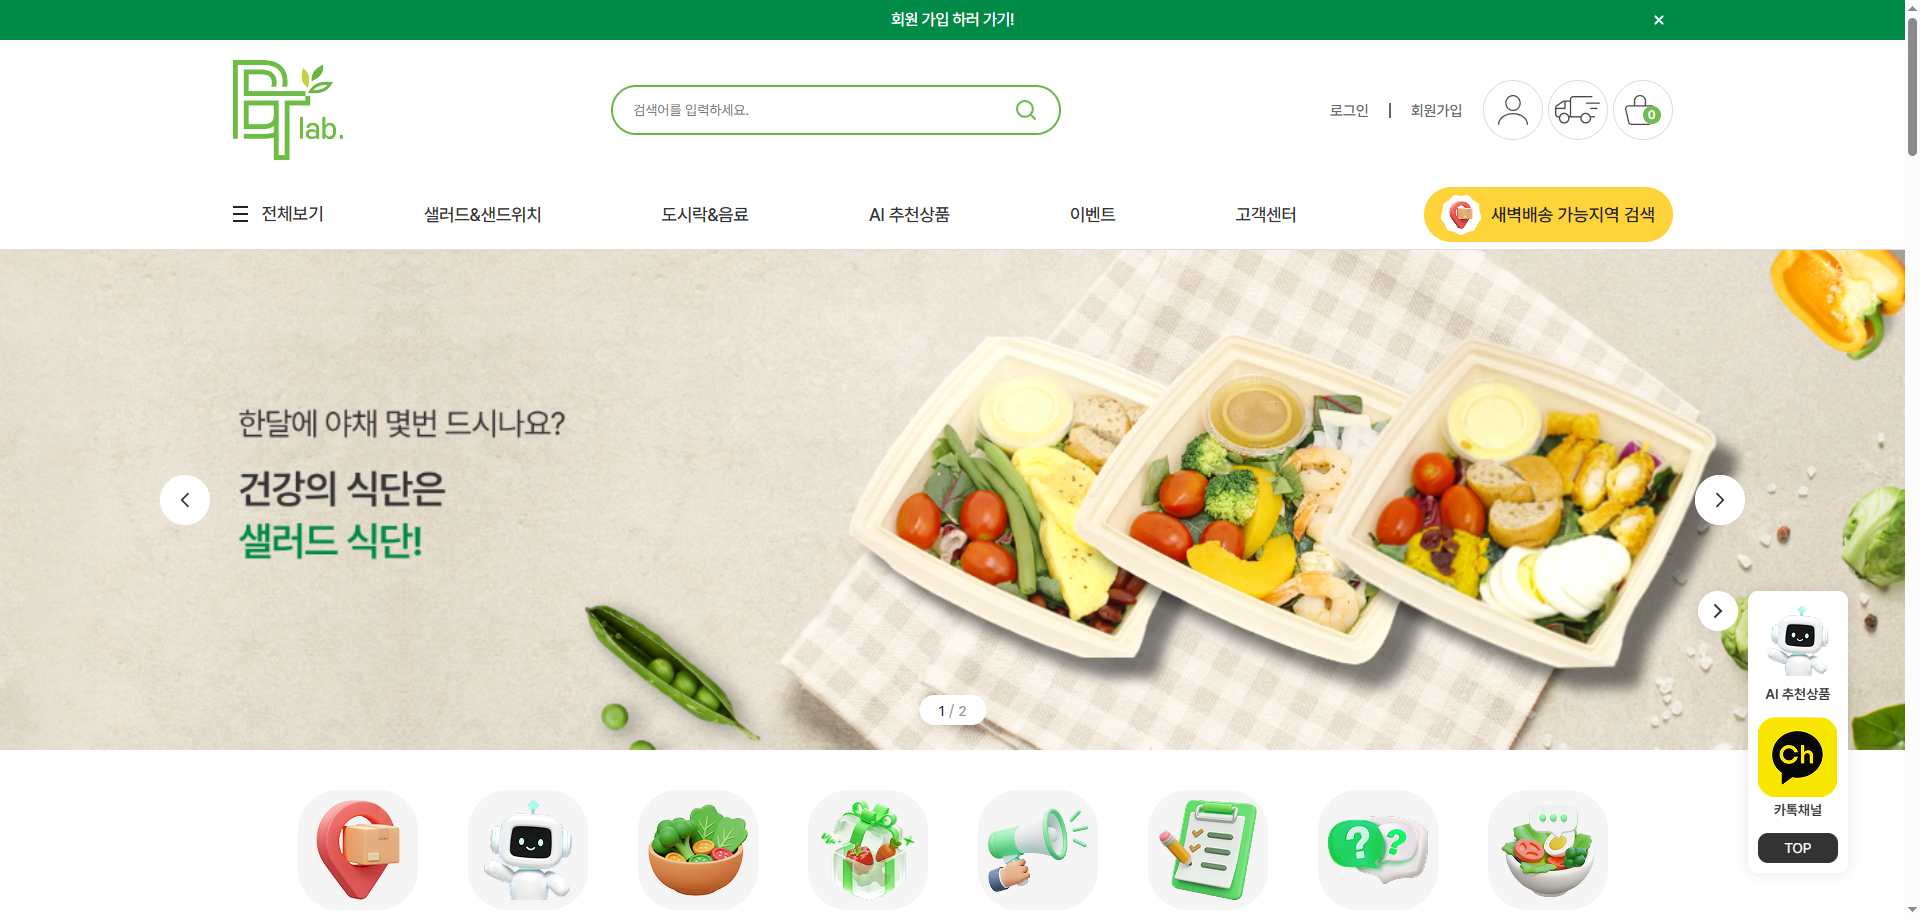 회원 가입 하러 가기!
lab.
검색어를 입력하세요.
로그인 | 회원가입
0
전체보기
샐러드&샌드위치
도시락&음료
AI 추천상품
이벤트
고객센터
새벽배송 가능지역 검색
한달에 야채 몇번 드시나요?
건강의 식단은
샐러드 식단!
1 / 2
AI 추천상품
Ch
카톡채널
TOP